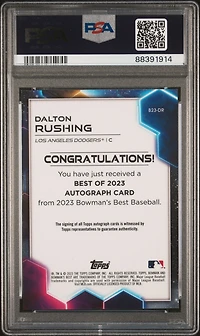 PSA
88391914
B23-DR
DALTON
RUSHING
LOS ANGELES DODGERS® | C
CONGRATULATIONS!
You have just received a
BEST OF 2023
AUTOGRAPH CARD
from 2023 Bowman's Best Baseball.
The signing of all Topps autograph cards is witnessed by
Topps representatives to guarantee authenticity.
Topps